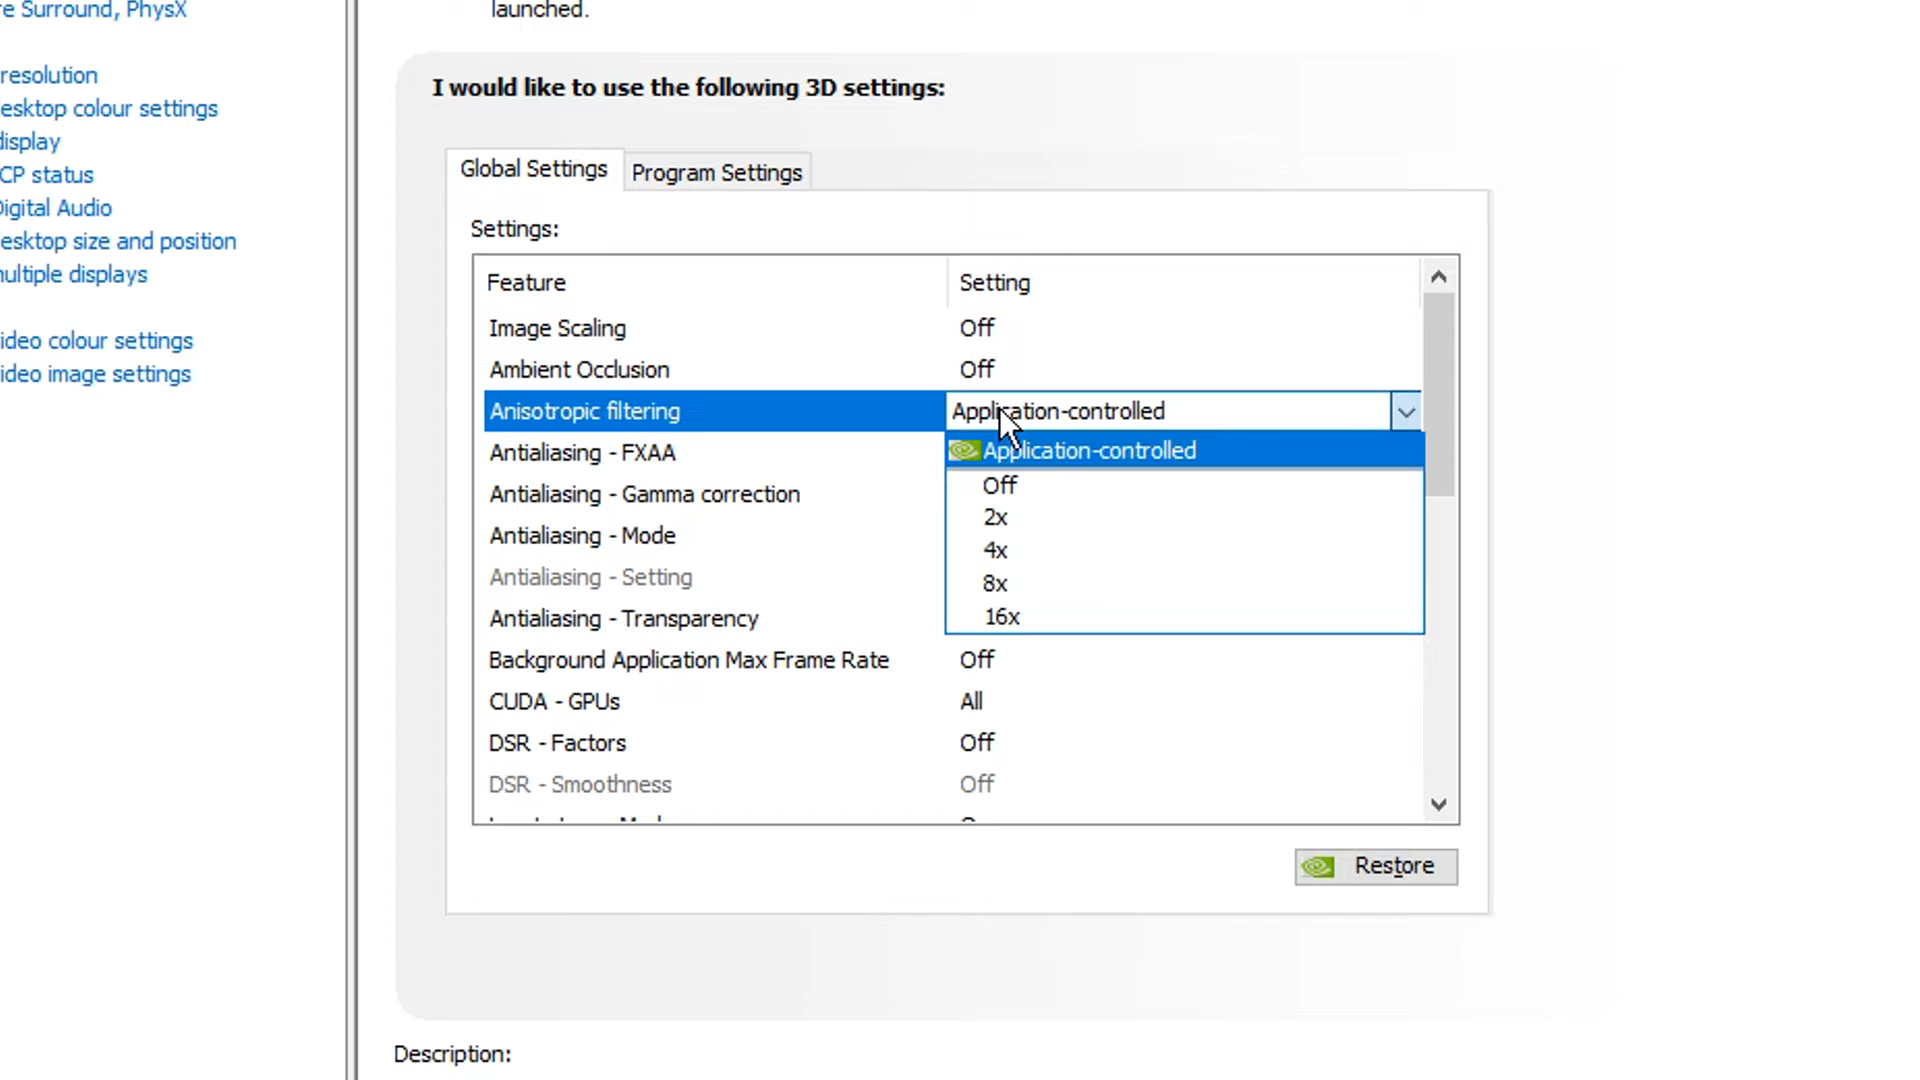 re Surround, PhysX
resolution
esktop colour settings
display
CP status
Digital Audio
esktop size and position
multiple displays
ideo colour settings
ideo image settings
launched.
I would like to use the following 3D settings:
Global Settings Program Settings
Settings:
Feature Setting
Image Scaling Off
Ambient Occlusion Off
Anisotropic filtering Application-controlled
Application-controlled
Off
2x
4x
8x
16x
Antialiasing - FXAA
Antialiasing - Gamma correction
Antialiasing - Mode
Antialiasing - Setting
Antialiasing - Transparency
Background Application Max Frame Rate Off
CUDA - GPUs All
DSR - Factors Off
DSR - Smoothness Off
Restore
Description: